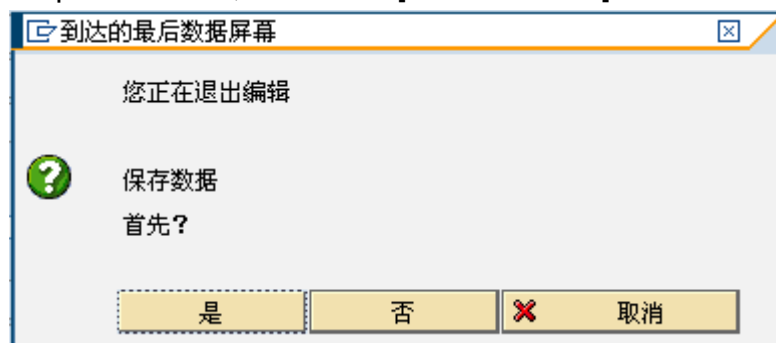 到达的最后数据屏幕
您正在退出编辑
保存数据
首先?
是 否 取消